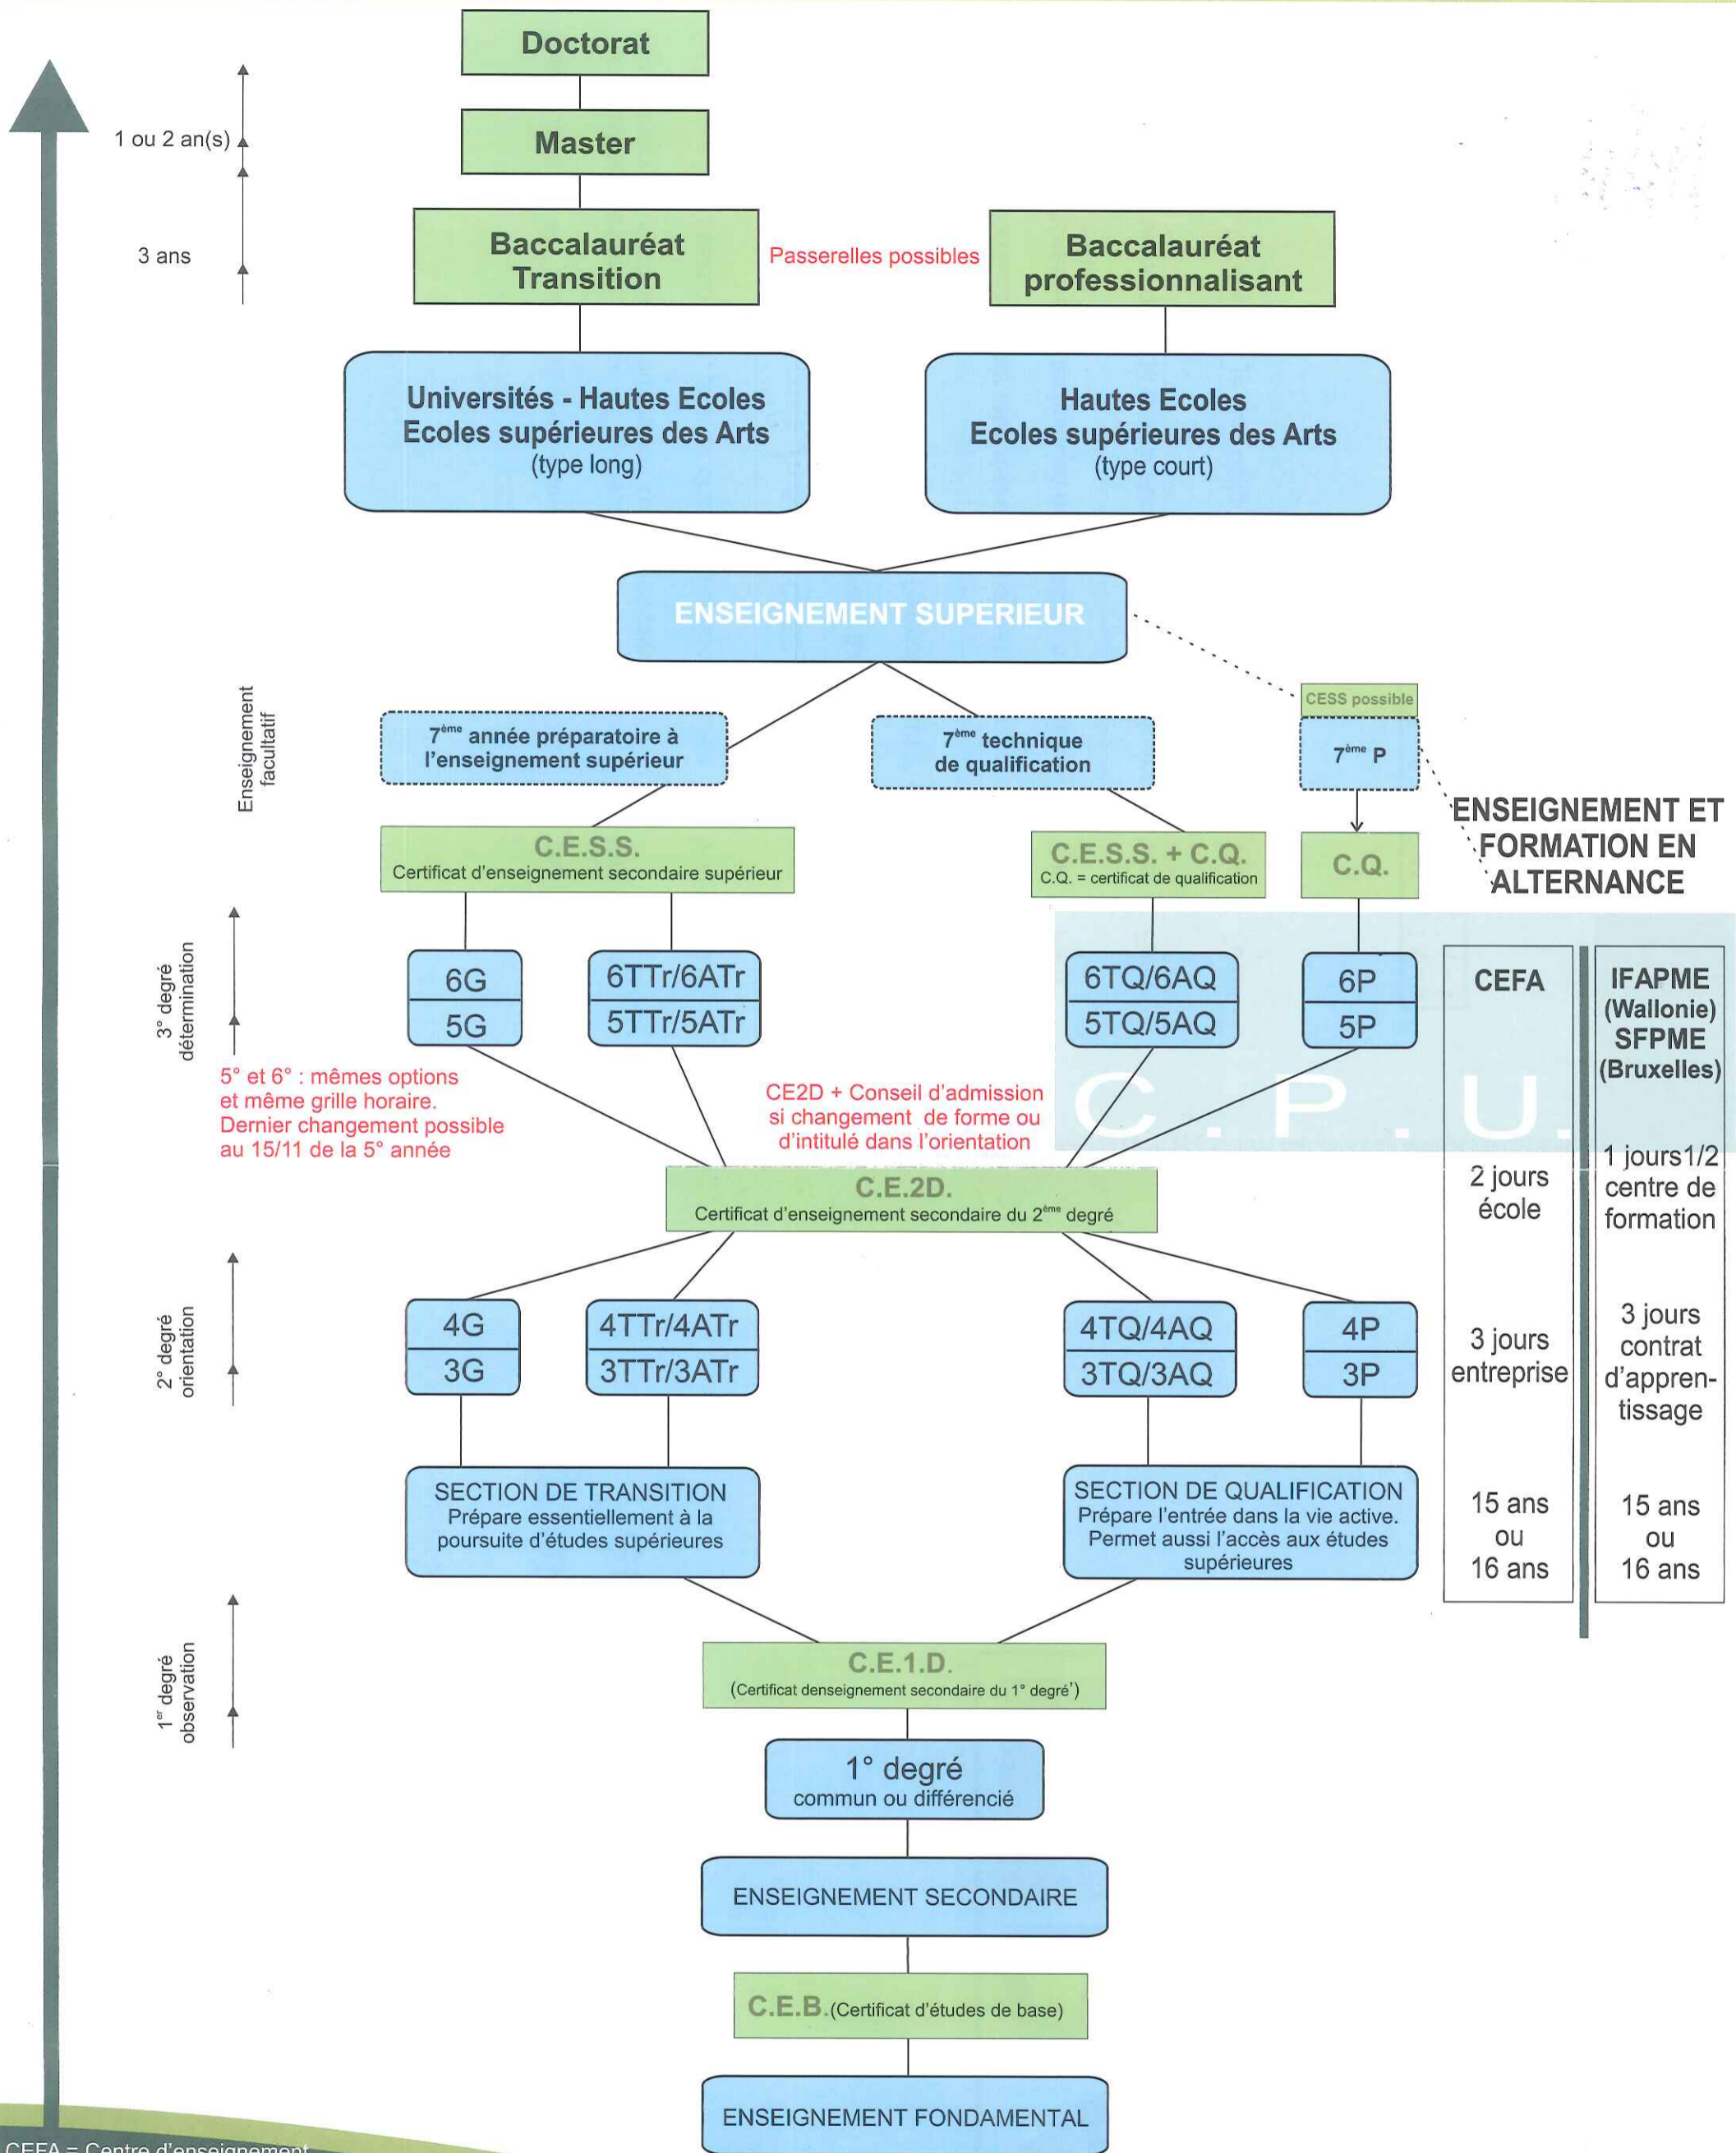 Doctorat
1 ou 2 an(s)
Master
3 ans
Baccalauréat
Transition
Passerelles possibles
Baccalauréat
professionnalisant
Universités - Hautes Ecoles
Ecoles supérieures des Arts
(type long)
Hautes Ecoles
Ecoles supérieures des Arts
(type court)
ENSEIGNEMENT SUPERIEUR
Enseignement
facultatif
7ème année préparatoire à
l'enseignement supérieur
7ème technique
de qualification
CESS possible
7ème P
ENSEIGNEMENT ET
FORMATION EN
ALTERNANCE
C.E.S.S.
Certificat d'enseignement secondaire supérieur
C.E.S.S. + C.Q.
C.Q. = certificat de qualification
C.Q.
3° degré
détermination
6G
5G
6TTr/6ATr
5TTr/5ATr
6TQ/6AQ
5TQ/5AQ
6P
5P
C.P.U.
5° et 6° : mêmes options
et même grille horaire.
Dernier changement possible
au 15/11 de la 5° année
CE2D + Conseil d'admission
si changement de forme ou
d'intitulé dans l'orientation
C.E.2D.
Certificat d'enseignement secondaire du 2ème degré
2° degré
orientation
4G
3G
4TTr/4ATr
3TTr/3ATr
4TQ/4AQ
3TQ/3AQ
4P
3P
SECTION DE TRANSITION
Prépare essentiellement à la
poursuite d'études supérieures
SECTION DE QUALIFICATION
Prépare l'entrée dans la vie active.
Permet aussi l'accès aux études
supérieures
CEFA
2 jours
école
3 jours
entreprise
15 ans
ou
16 ans
IFAPME
(Wallonie)
SFPME
(Bruxelles)
1 jours1/2
centre de
formation
3 jours
contrat
d'appren-
tissage
15 ans
ou
16 ans
1er degré
observation
C.E.1.D.
(Certificat denseignement secondaire du 1° degré')
1° degré
commun ou différencié
ENSEIGNEMENT SECONDAIRE
C.E.B.(Certificat d'études de base)
ENSEIGNEMENT FONDAMENTAL
CEFA = Centre d'enseignement